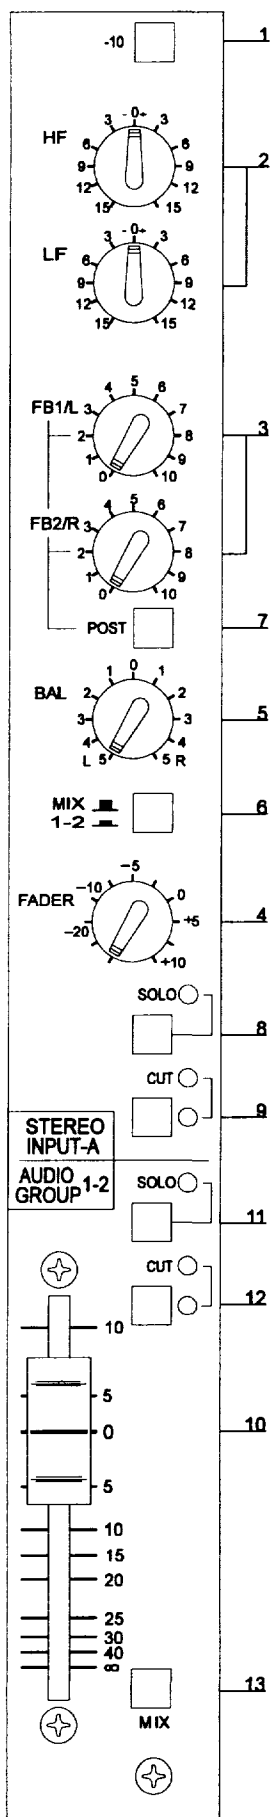 -10 1
- 0 +
3 3
HF
6 6
9 9 2
12 12
15 15
- 0 +
3 3
LF
6 6
9 9
12 12
15 15
5
4 6
FB1/L 3 7
2 8 3
1 9
0 10
5
4 6
FB2/R 3 7
2 8
1 9
0 10
POST 7
0
1 1
BAL 2 2
3 3 5
4 4
L 5 5 R
MIX
1-2 6
-5
-10 0
FADER
-20 +5 4
+10
SOLO
8
CUT
9
STEREO
INPUT-A
AUDIO
GROUP 1-2
SOLO
11
CUT
12
10
5
0 10
5
10
15
20
25
30
40
∞
13
MIX